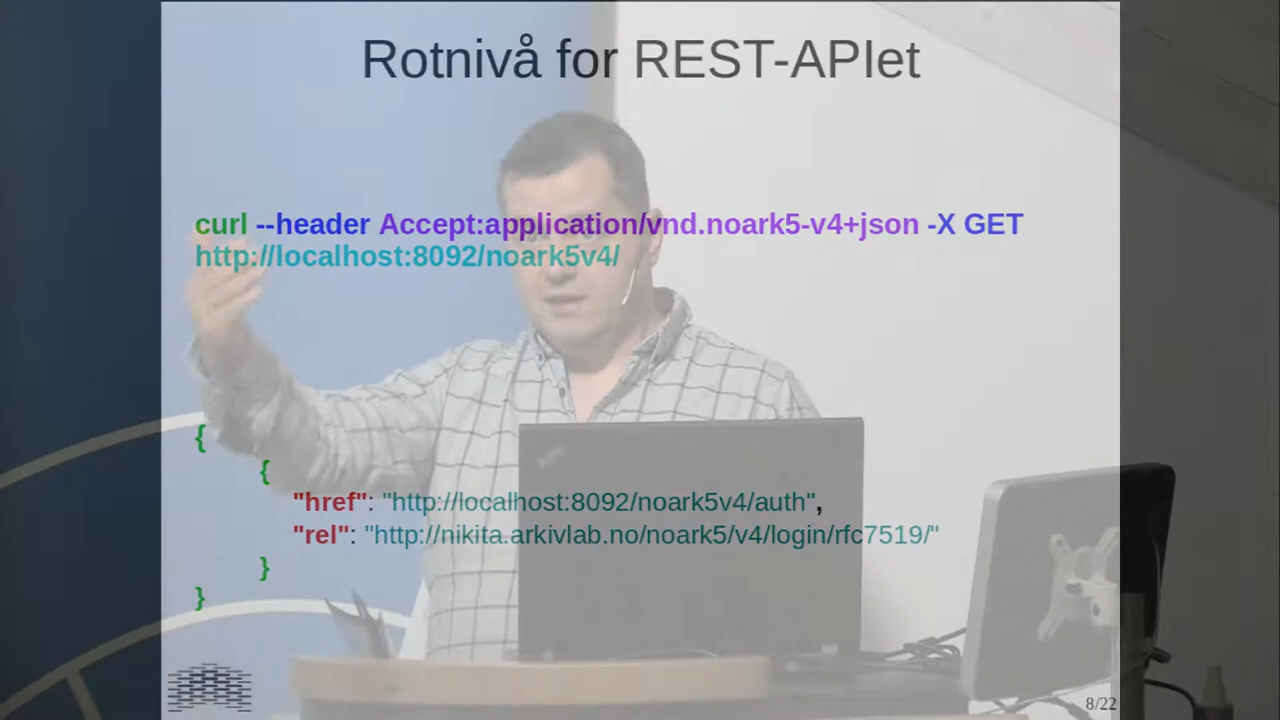 Rotnivå for REST-APIet
curl --header Accept:application/vnd.noark5-v4+json -X GET
http://localhost:8092/noark5v4/
{
{
"href": "http://localhost:8092/noark5v4/auth",
"rel": "http://nikita.arkivlab.no/noark5/v4/login/rfc7519/"
}
}
8/22